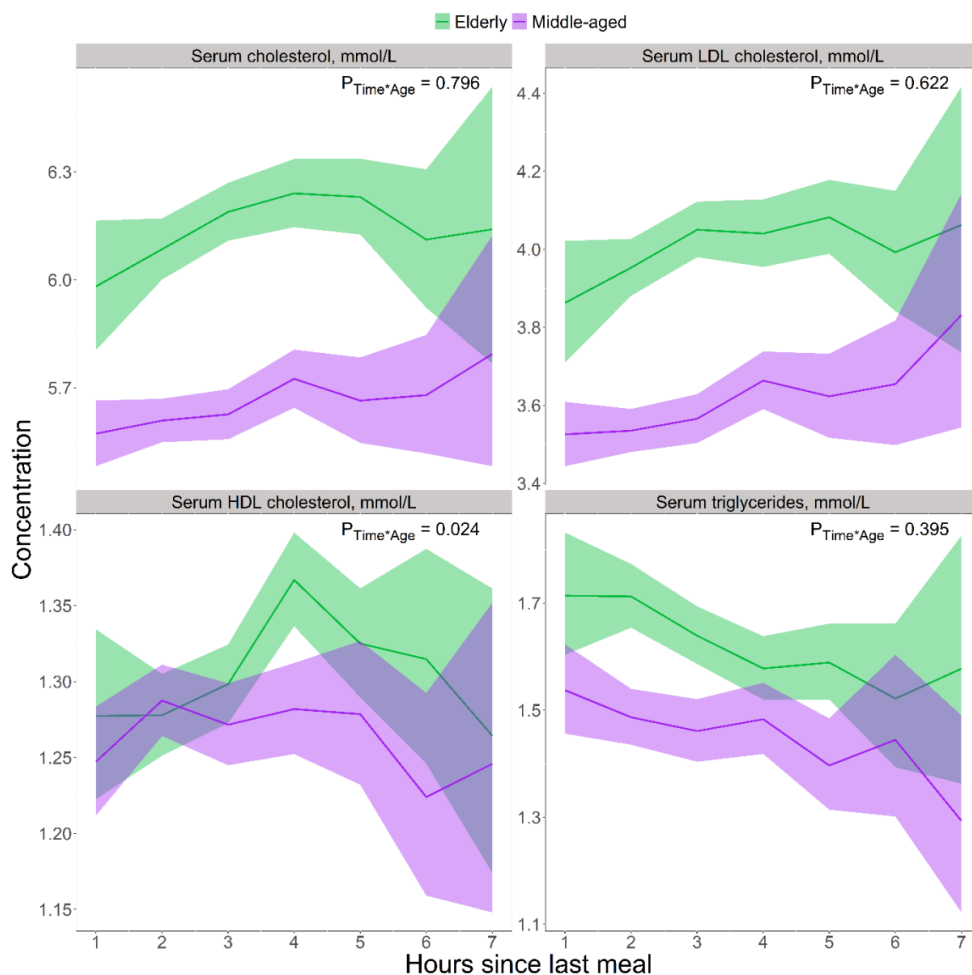 Elderly Middle-aged
Serum cholesterol, mmol/L
P Time*Age = 0.796
6.3
6.0
5.7
Serum LDL cholesterol, mmol/L
P Time*Age = 0.622
4.4
4.2
4.0
3.8
3.6
3.4
Concentration
Serum HDL cholesterol, mmol/L
P Time*Age = 0.024
1.40
1.35
1.30
1.25
1.20
1.15
1 2 3 4 5 6 7
Serum triglycerides, mmol/L
P Time*Age = 0.395
1.7
1.5
1.3
1.1
1 2 3 4 5 6 7
Hours since last meal